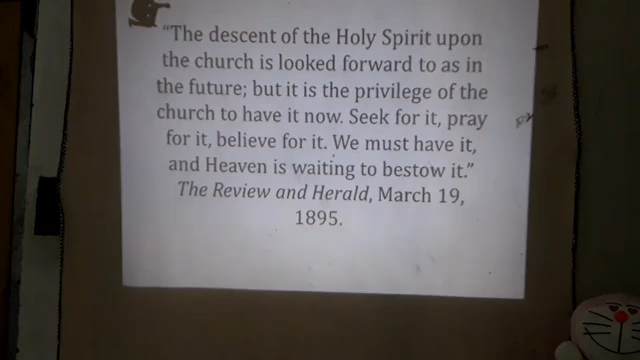 “The descent of the Holy Spirit upon
the church is looked forward to as in
the future; but it is the privilege of the
church to have it now. Seek for it, pray
for it, believe for it. We must have it,
and Heaven is waiting to bestow it.”
The Review and Herald, March 19,
1895.